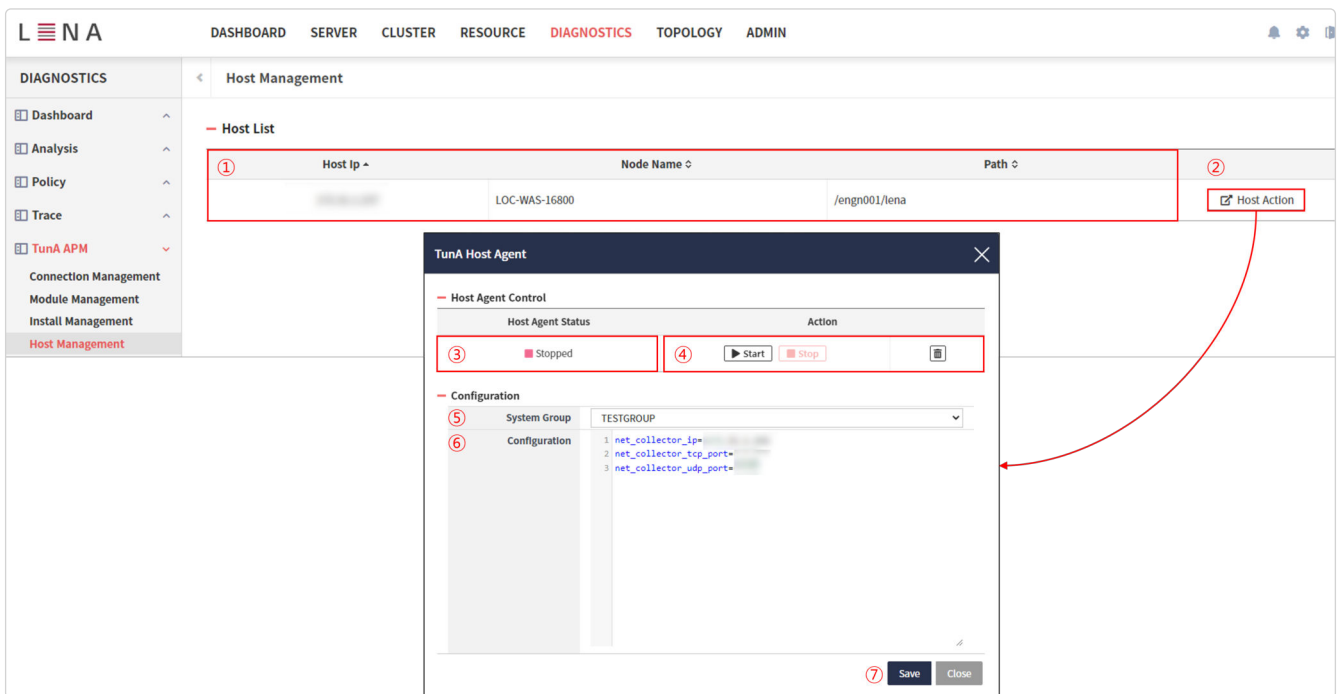 LENA
DASHBOARD SERVER CLUSTER RESOURCE DIAGNOSTICS TOPOLOGY ADMIN
DIAGNOSTICS
Host Management
Dashboard
Analysis
Policy
Trace
TunA APM
Connection Management
Module Management
Install Management
Host Management
Host List
① Host Ip Node Name Path ②
LOC-WAS-16800 /engn001/lena Host Action
TunA Host Agent
Host Agent Control
Host Agent Status Action
③ Stopped ④ Start Stop
Configuration
⑤ System Group TESTGROUP
⑥ Configuration
1 net_collector_ip=
2 net_collector_tcp_port=
3 net_collector_udp_port=
⑦ Save Close